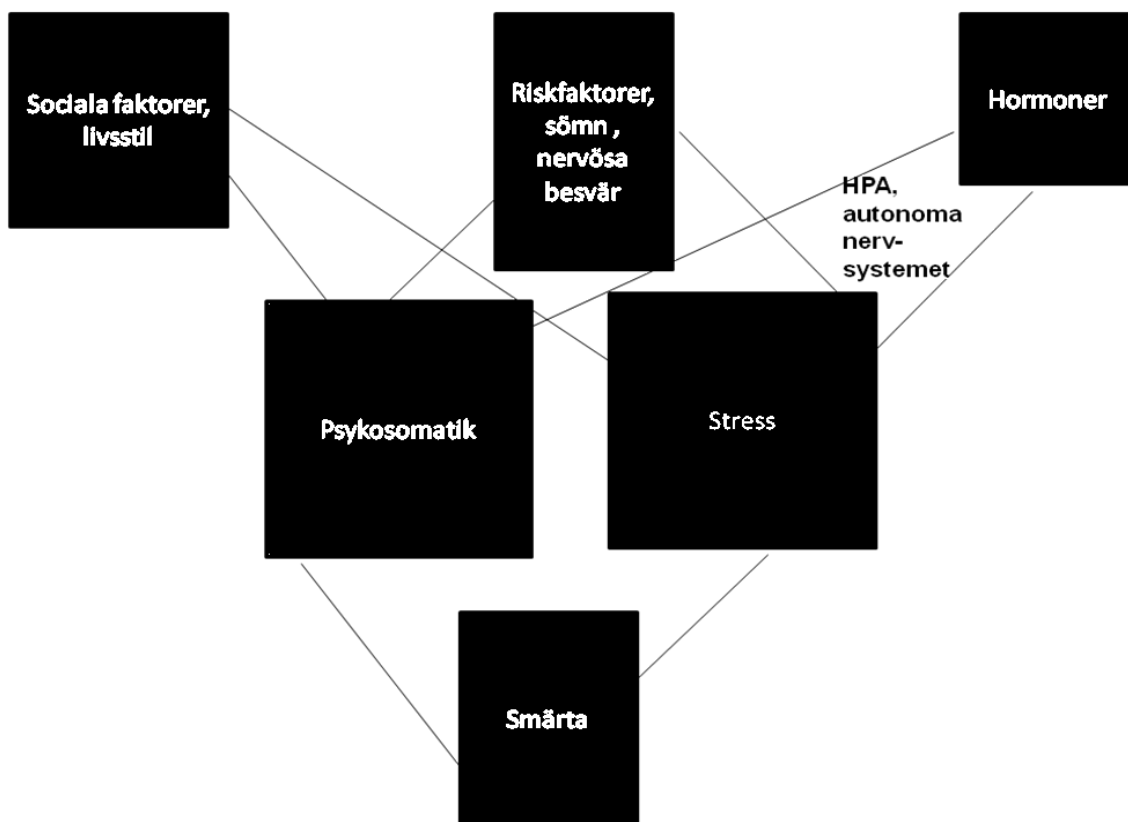 Sociala faktorer,
livsstil
Riskfaktorer,
sömn ,
nervösa
besvär
Hormoner
HPA,
autonoma
nerv-
systemet
Psykosomatik
Stress
Smärta